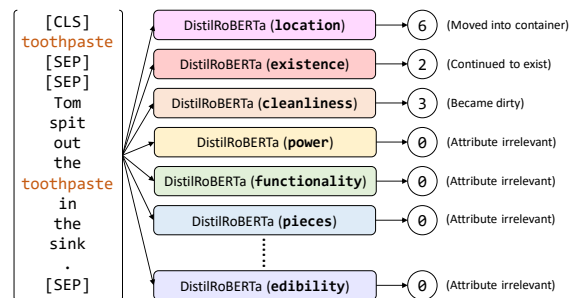 [CLS]
toothpaste
[SEP]
[SEP]
Tom
spit
out
the
toothpaste
in
the
sink
.
[SEP]
DistilRoBERTa (location) 6 (Moved into container)
DistilRoBERTa (existence) 2 (Continued to exist)
DistilRoBERTa (cleanliness) 3 (Became dirty)
DistilRoBERTa (power) 0 (Attribute irrelevant)
DistilRoBERTa (functionality) 0 (Attribute irrelevant)
DistilRoBERTa (pieces) 0 (Attribute irrelevant)
DistilRoBERTa (edibility) 0 (Attribute irrelevant)